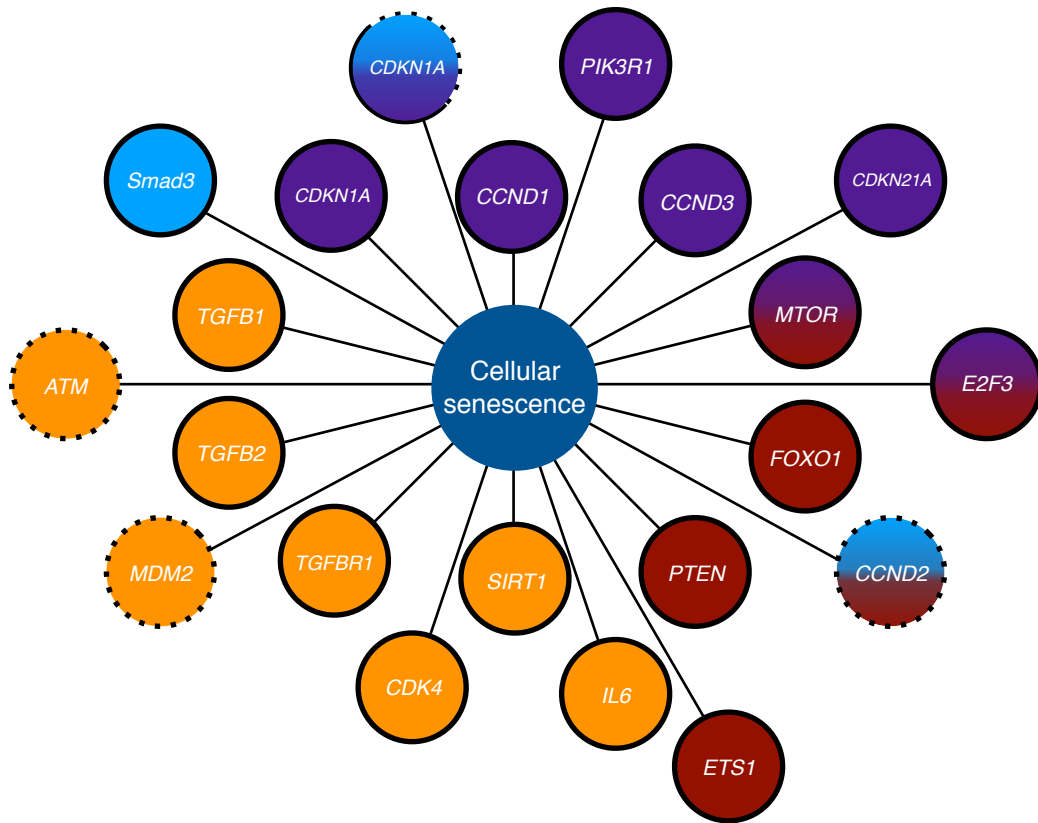 CDKN1A
PIK3R1
Smad3
CDKN1A
CCND1
CCND3
CDKN21A
TGFB1
MTOR
ATM
Cellular
senescence
E2F3
TGFB2
FOXO1
MDM2
TGFBR1
SIRT1
PTEN
CCND2
CDK4
IL6
ETS1